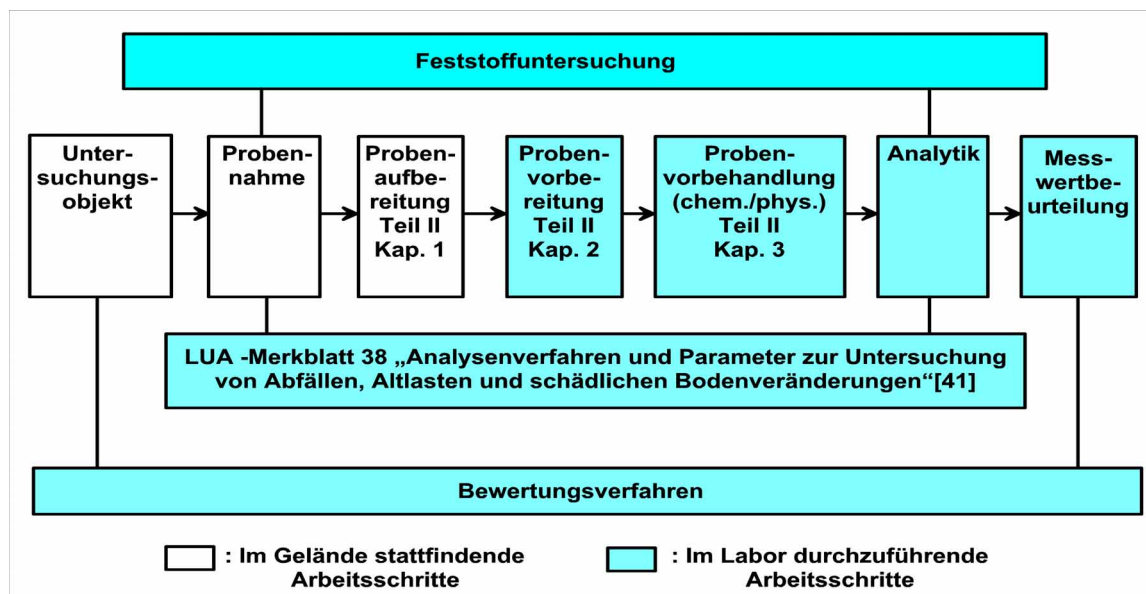 Feststoffuntersuchung
Unter-
suchungs-
objekt
Proben-
nahme
Proben-
aufbe-
reitung
Teil II
Kap. 1
Proben-
vorbe-
reitung
Teil II
Kap. 2
Proben-
vorbehandlung
(chem./phys.)
Teil II
Kap. 3
Analytik
Mess-
wertbe-
urteilung
LUA -Merkblatt 38 „Analysenverfahren und Parameter zur Untersuchung
von Abfällen, Altlasten und schädlichen Bodenveränderungen“[41]
Bewertungsverfahren
: Im Gelände stattfindende
Arbeitsschritte
: Im Labor durchzuführende
Arbeitsschritte